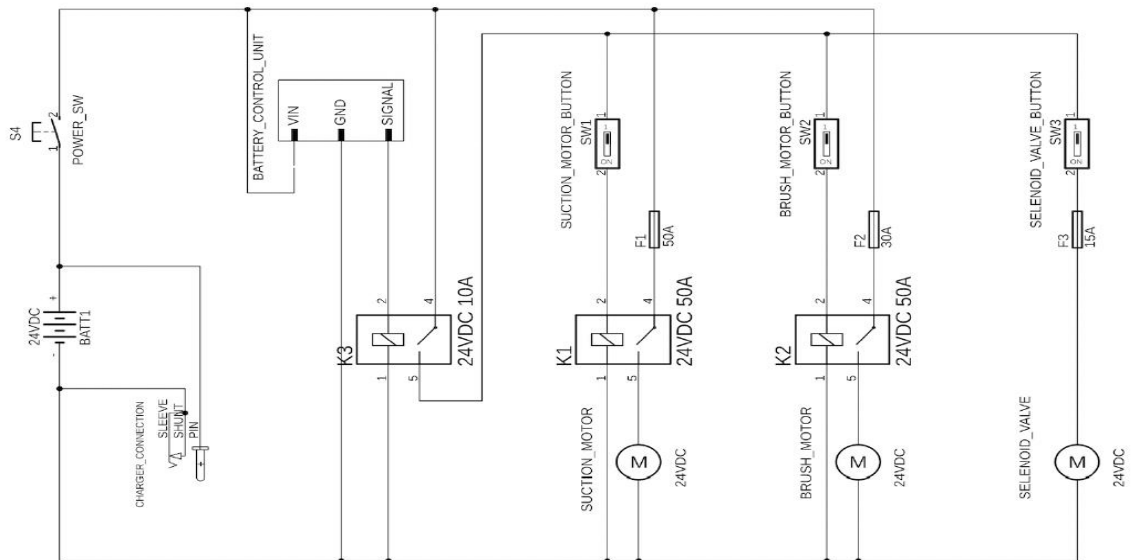 S4
1
2
POWER_SW
24VDC
+
-
BATT1
CHARGER_CONNECTION
SLEEVE
SHUNT
PIN
BATTERY_CONTROL_UNIT
VIN
GND
SIGNAL
K3
2
4
1
5
24VDC 10A
SUCTION_MOTOR_BUTTON
SW1
1
1
ON
2
F1
50A
K1
2
4
1
5
24VDC 50A
SUCTION_MOTOR
M
24VDC
BRUSH_MOTOR_BUTTON
SW2
1
1
ON
2
F2
30A
K2
2
4
1
5
24VDC 50A
BRUSH_MOTOR
M
24VDC
SELENOID_VALVE_BUTTON
SW3
1
1
ON
2
F3
15A
SELENOID_VALVE
M
24VDC